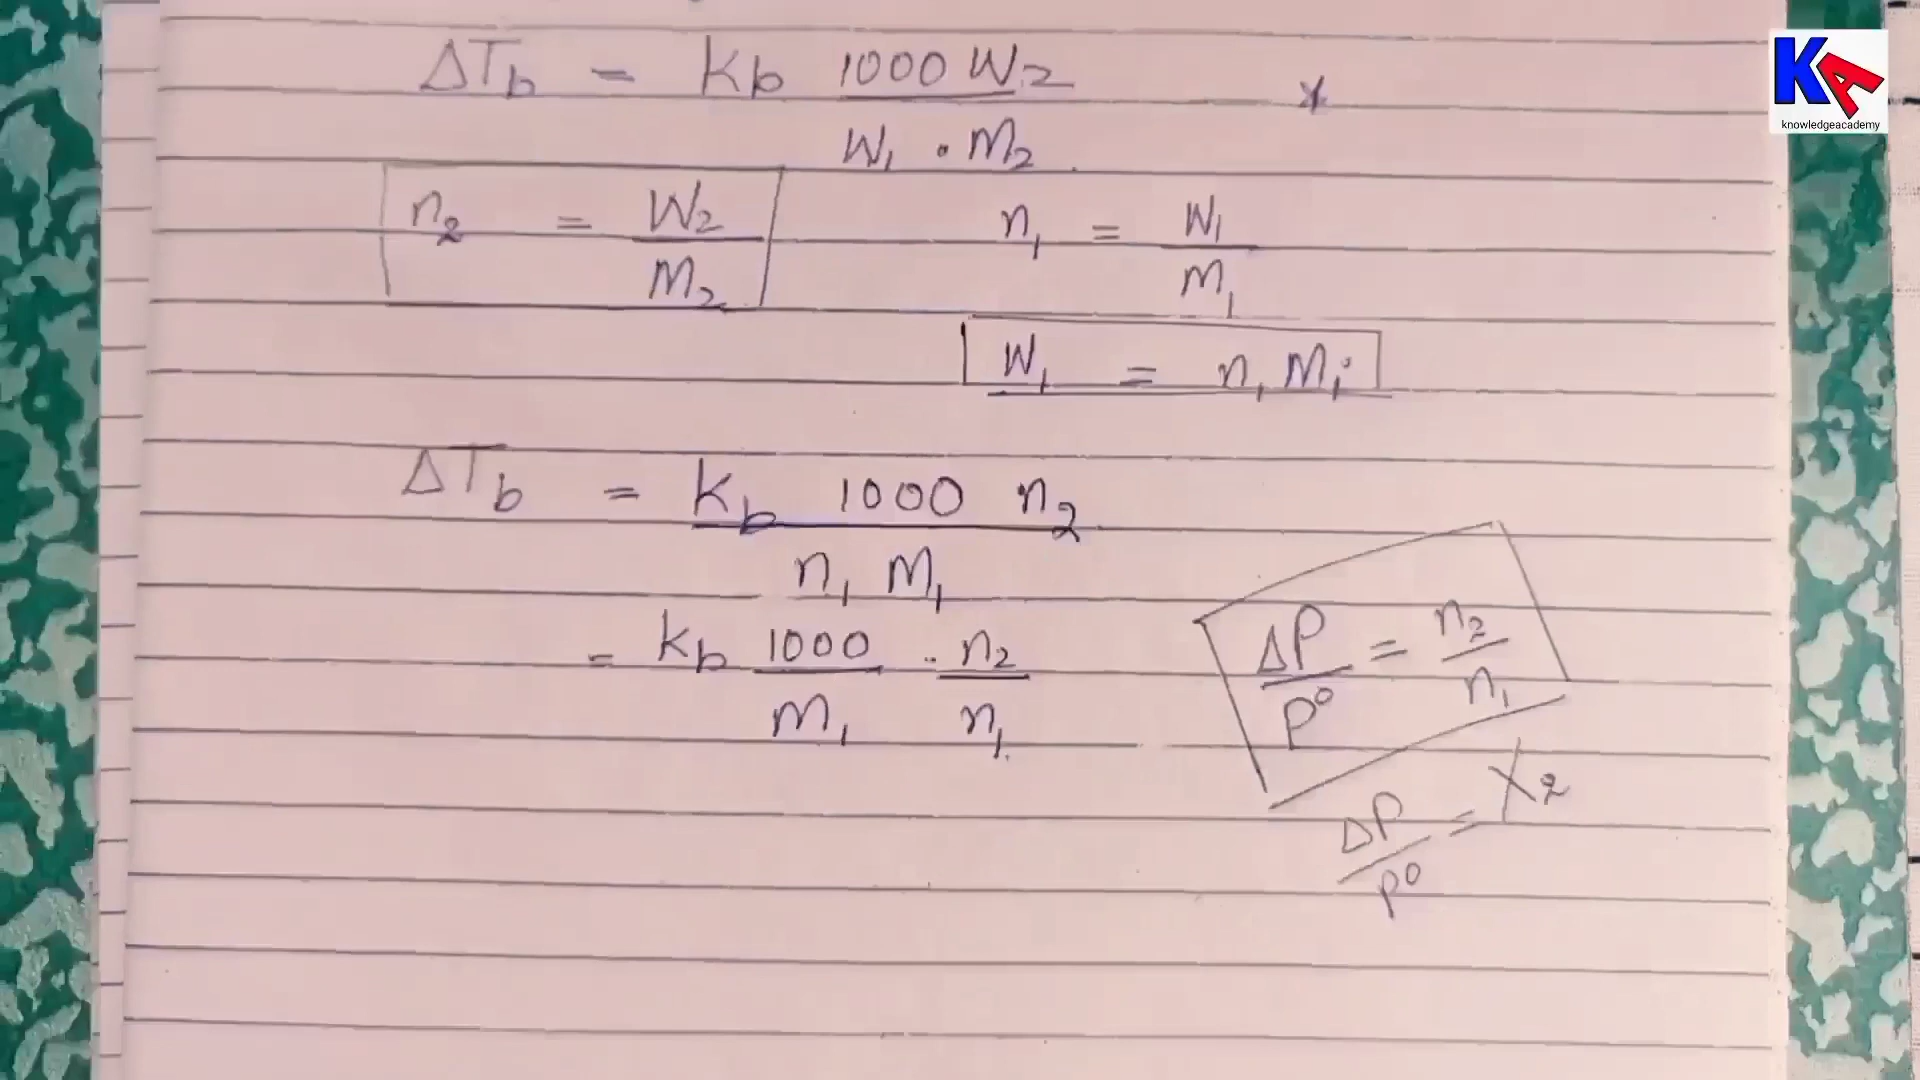 ΔTb = Kb 1000 W2 / W1 . M2
KA
knowledgeacademy
n2 = W2 / M2
n1 = W1 / M1
W1 = n1 M1
ΔTb = Kb 1000 n2 / n1 M1
= Kb 1000 / M1 . n2 / n1
ΔP / P° = n2 / n1
ΔP / P° = X2